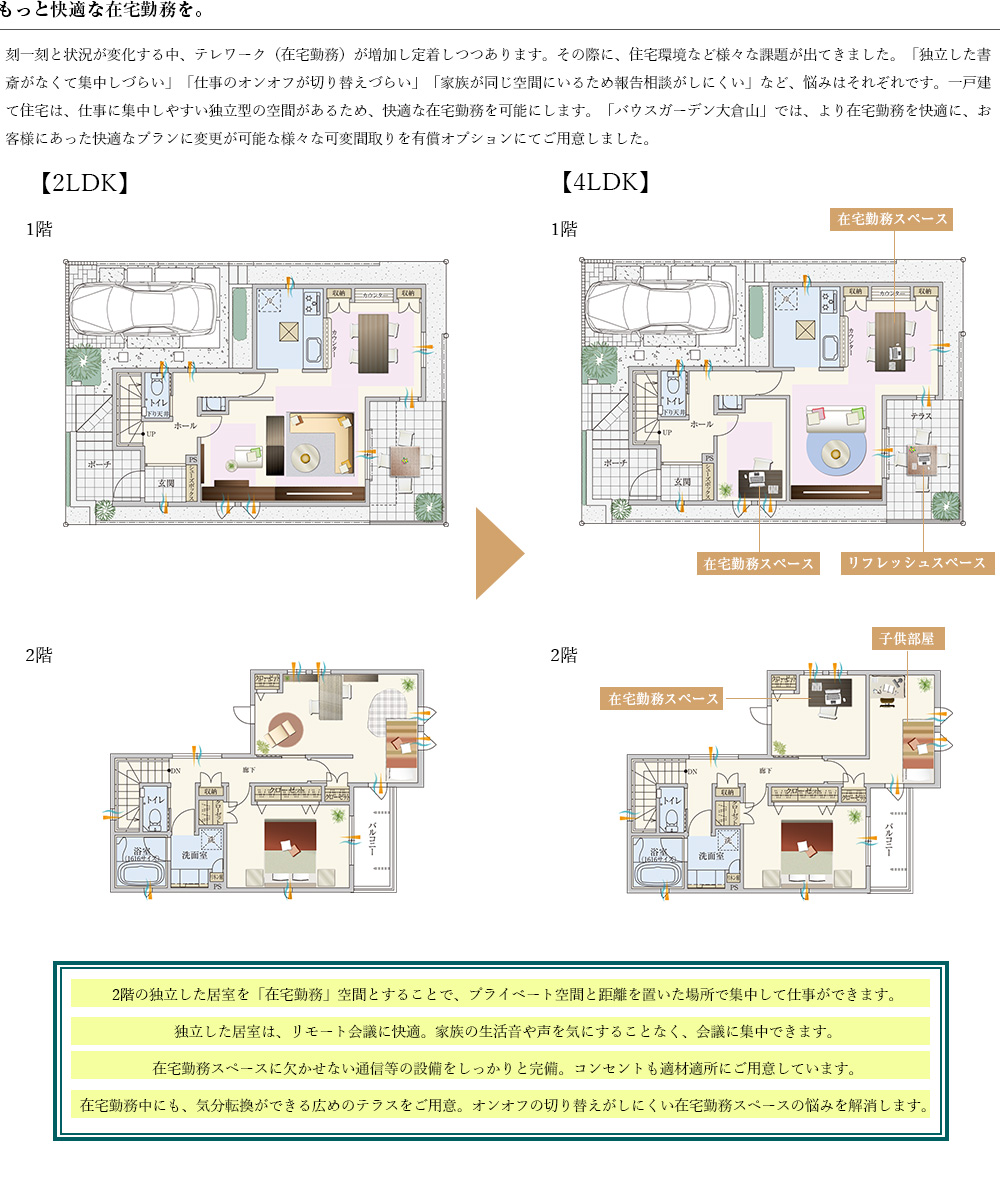 もっと快適な在宅勤務を。
刻一刻と状況が変化する中、テレワーク（在宅勤務）が増加し定着しつつあります。その際に、住宅環境など様々な課題が出てきました。「独立した書
斎がなくて集中しづらい」「仕事のオンオフが切り替えづらい」「家族が同じ空間にいるため報告相談がしにくい」など、悩みはそれぞれです。一戸建
て住宅は、仕事に集中しやすい独立型の空間があるため、快適な在宅勤務を可能にします。「バウスガーデン大倉山」では、より在宅勤務を快適に、お
客様にあった快適なプランに変更が可能な様々な可変間取りを有償オプションにてご用意しました。
【2LDK】
1階
収納
カウンター
収納
カウンター
トイレ
下り天井
ホール
UP
ポーチ
玄関
PS
シューズボックス
【4LDK】
1階
在宅勤務スペース
収納
カウンター
収納
カウンター
トイレ
下り天井
ホール
UP
テラス
ポーチ
玄関
PS
シューズボックス
在宅勤務スペース
リフレッシュスペース
2階
クローゼット
DN
廊下
収納
クローゼット
クローゼット
クローゼット
トイレ
浴室
(1616サイズ)
洗面室
洗
リネン庫
PS
バルコニー
2階
子供部屋
在宅勤務スペース
クローゼット
DN
廊下
収納
クローゼット
クローゼット
クローゼット
トイレ
浴室
(1616サイズ)
洗面室
洗
リネン庫
PS
バルコニー
2階の独立した居室を「在宅勤務」空間とすることで、プライベート空間と距離を置いた場所で集中して仕事ができます。
独立した居室は、リモート会議に快適。家族の生活音や声を気にすることなく、会議に集中できます。
在宅勤務スペースに欠かせない通信等の設備をしっかりと完備。コンセントも適材適所にご用意しています。
在宅勤務中にも、気分転換ができる広めのテラスをご用意。オンオフの切り替えがしにくい在宅勤務スペースの悩みを解消します。